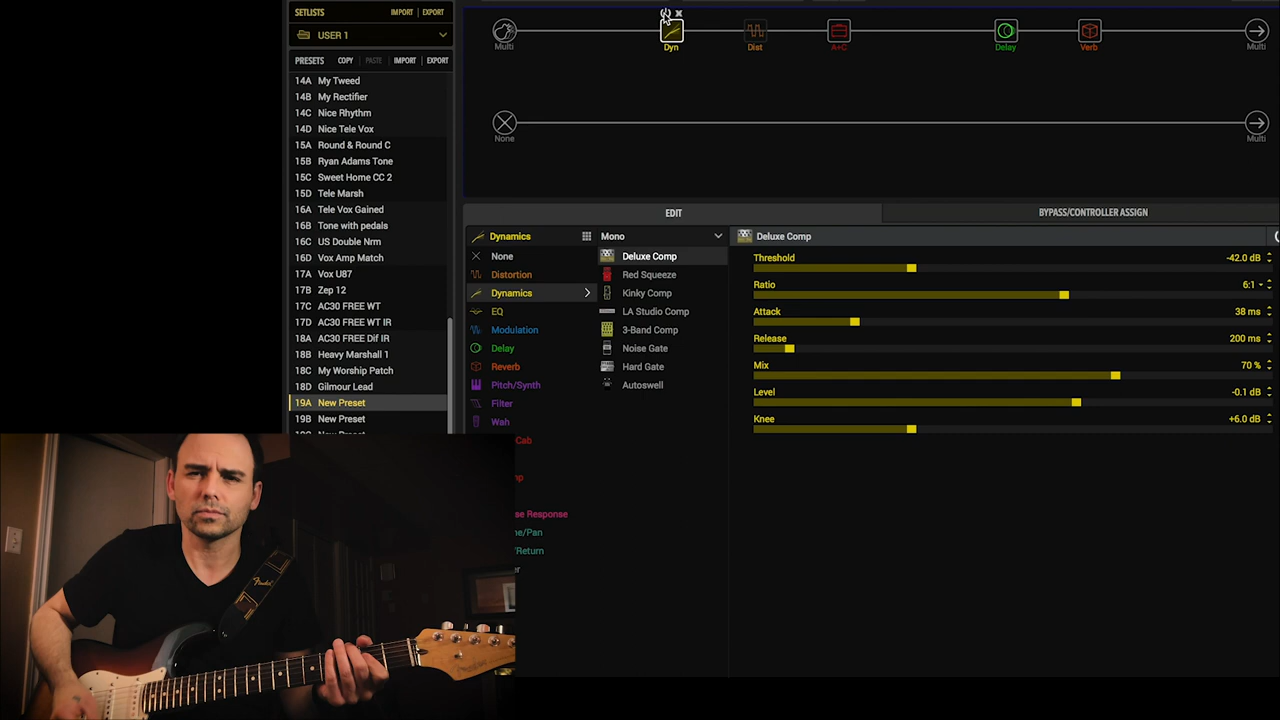 SETLISTS IMPORT EXPORT
USER 1
PRESETS COPY PASTE IMPORT EXPORT
14A My Tweed
14B My Rectifier
14C Nice Rhythm
14D Nice Tele Vox
15A Round & Round C
15B Ryan Adams Tone
15C Sweet Home CC 2
15D Tele Marsh
16A Tele Vox Gained
16B Tone with pedals
16C US Double Nrm
16D Vox Amp Match
17A Vox U87
17B Zep 12
17C AC30 FREE WT
17D AC30 FREE WT IR
18A AC30 FREE Dif IR
18B Heavy Marshall 1
18C My Worship Patch
18D Gilmour Lead
19A New Preset
19B New Preset
Multi Dyn Dist A+C Delay Verb Multi
None Multi
EDIT BYPASS/CONTROLLER ASSIGN
Dynamics
None
Distortion
Dynamics
EQ
Modulation
Delay
Reverb
Pitch/Synth
Filter
Wah
Cab
se Response
e/Pan
/Return
Mono
Deluxe Comp
Red Squeeze
Kinky Comp
LA Studio Comp
3-Band Comp
Noise Gate
Hard Gate
Autoswell
Deluxe Comp
Threshold -42.0 dB
Ratio 6:1
Attack 38 ms
Release 200 ms
Mix 70 %
Level -0.1 dB
Knee +6.0 dB
Fender